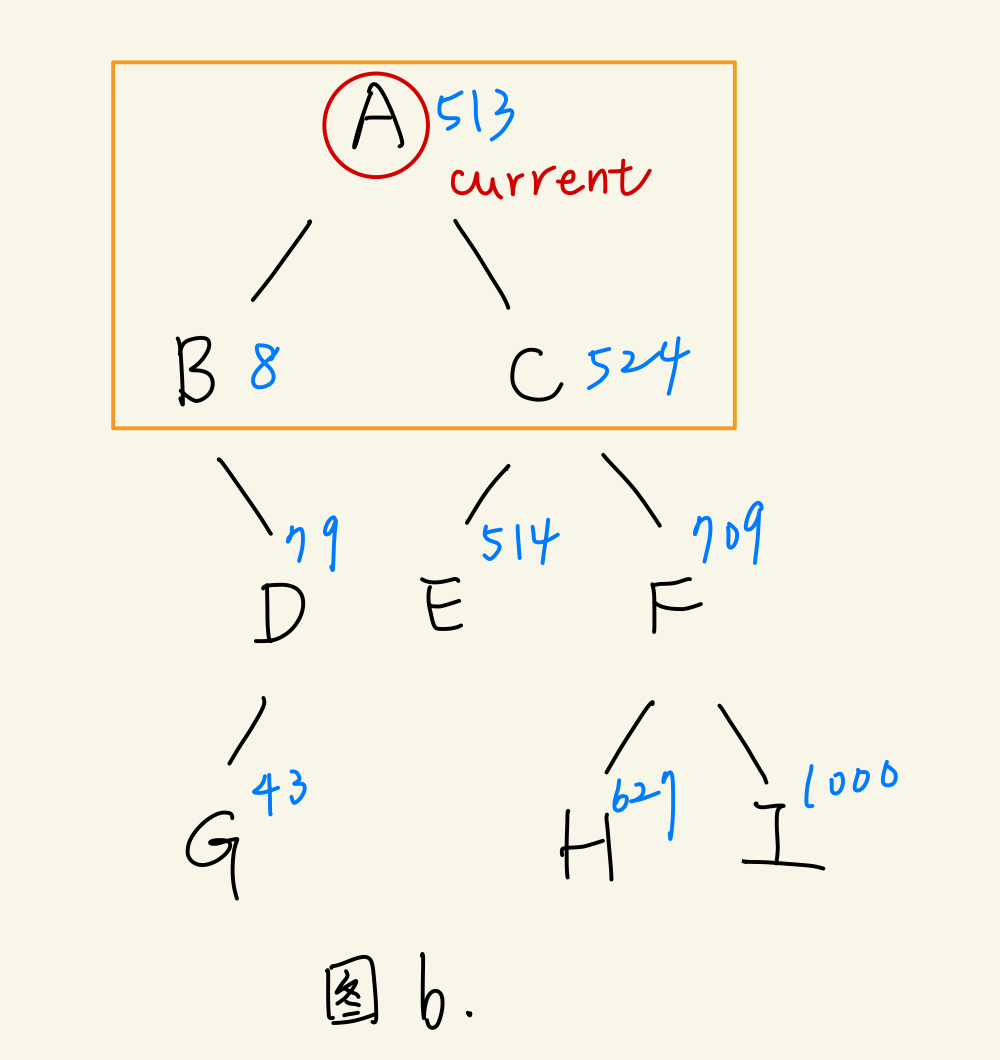 A 513
current
B 8 C 524
79 514 709
D E F
43 627 1000
G H I
图 b.